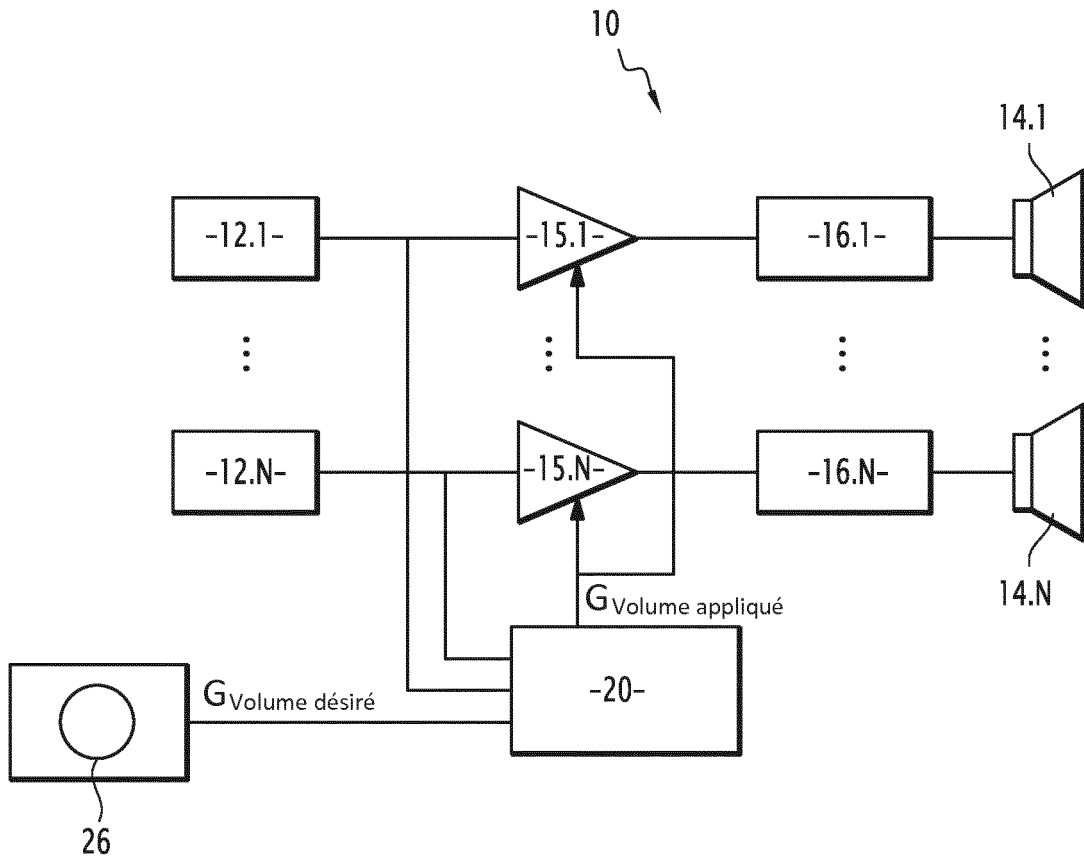 10
14.1
-12.1-
-15.1-
-16.1-
-12.N-
-15.N-
-16.N-
14.N
G Volume appliqué
-20-
G Volume désiré
26